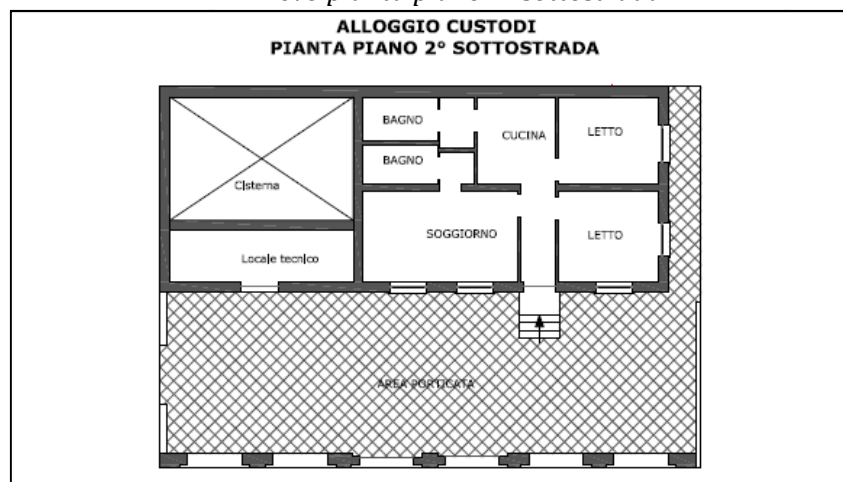 ALLOGGIO CUSTODI
PIANTA PIANO 2° SOTTOSTRADA
BAGNO
CUCINA
LETTO
BAGNO
Cisterna
SOGGIORNO
LETTO
Locale tecnico
AREA PORTICATA